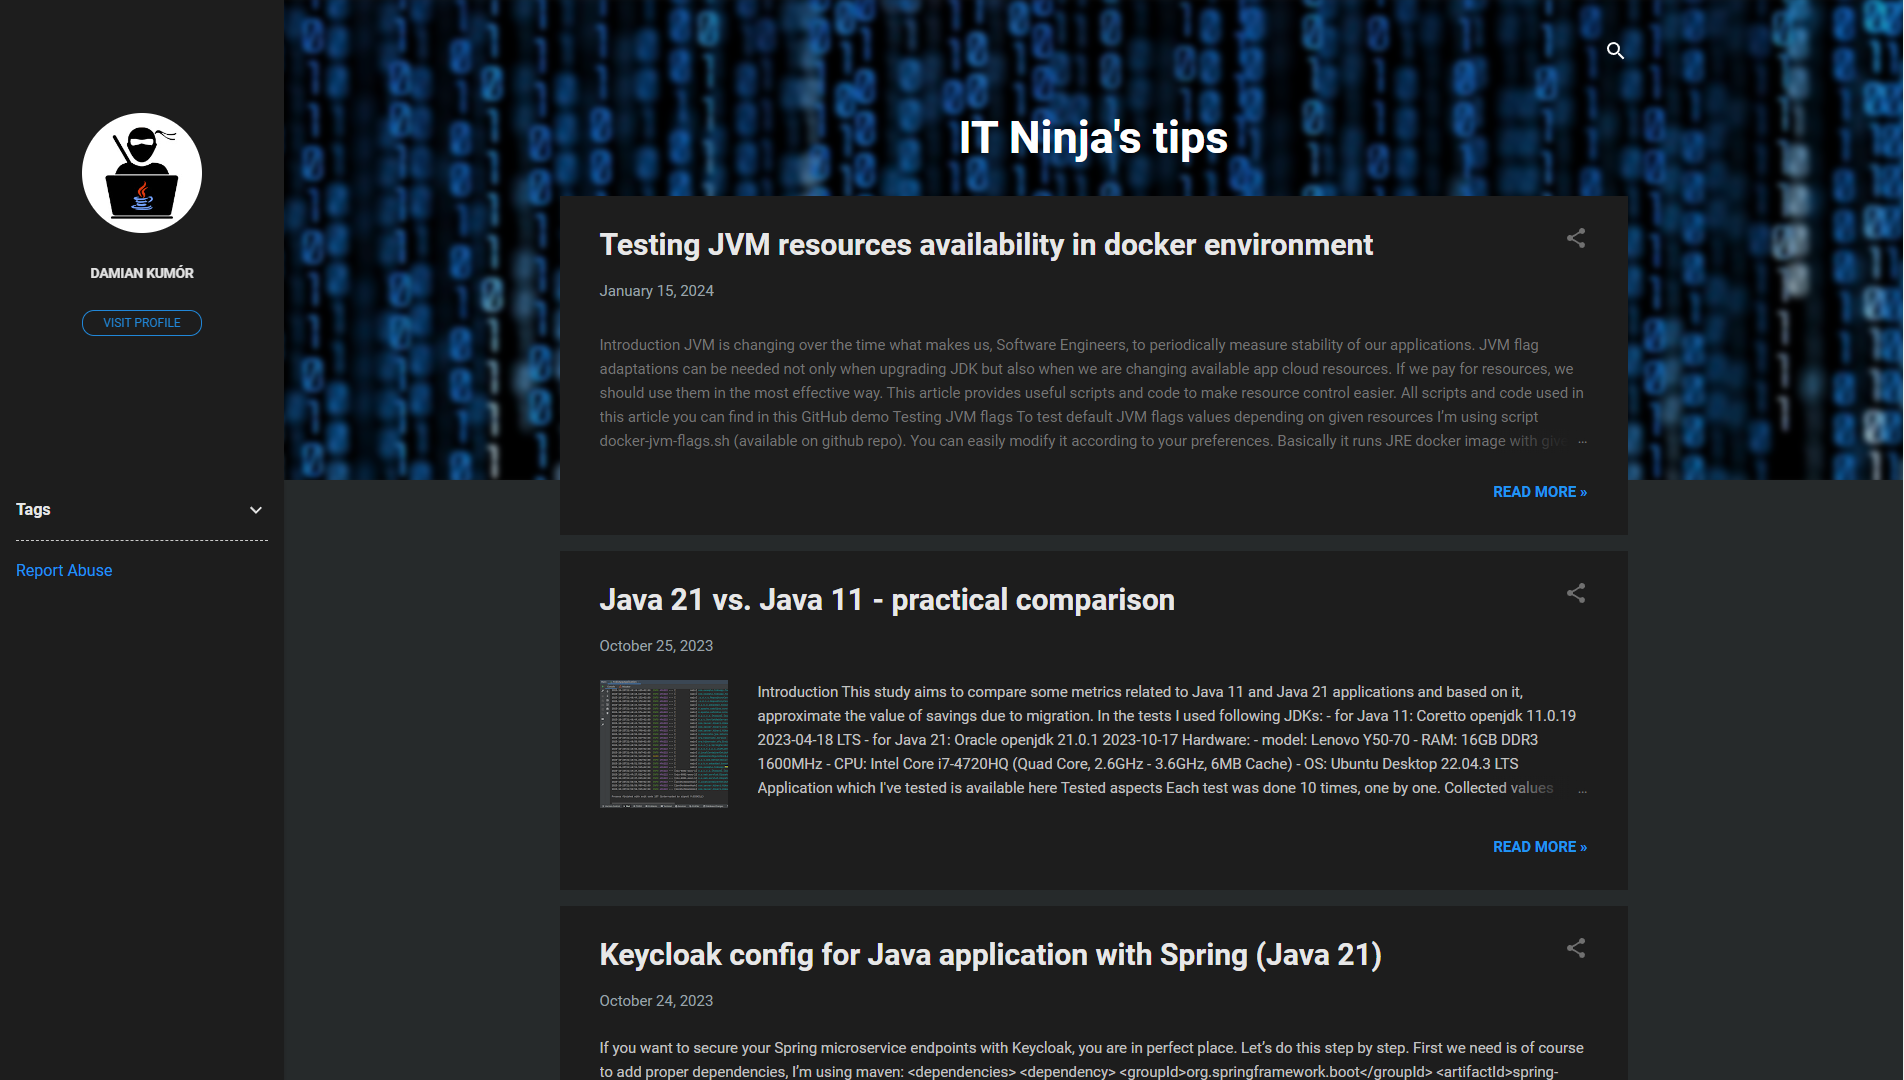 IT Ninja's tips
DAMIAN KUMÓR
VISIT PROFILE
Tags
Report Abuse
Testing JVM resources availability in docker environment
January 15, 2024
Introduction JVM is changing over the time what makes us, Software Engineers, to periodically measure stability of our applications. JVM flag
adaptations can be needed not only when upgrading JDK but also when we are changing available app cloud resources. If we pay for resources, we
should use them in the most effective way. This article provides useful scripts and code to make resource control easier. All scripts and code used in
this article you can find in this GitHub demo Testing JVM flags To test default JVM flags values depending on given resources I’m using script
docker-jvm-flags.sh (available on github repo). You can easily modify it according to your preferences. Basically it runs JRE docker image with give ...
READ MORE »
Java 21 vs. Java 11 - practical comparison
October 25, 2023
Introduction This study aims to compare some metrics related to Java 11 and Java 21 applications and based on it,
approximate the value of savings due to migration. In the tests I used following JDKs: - for Java 11: Coretto openjdk 11.0.19
2023-04-18 LTS - for Java 21: Oracle openjdk 21.0.1 2023-10-17 Hardware: - model: Lenovo Y50-70 - RAM: 16GB DDR3
1600MHz - CPU: Intel Core i7-4720HQ (Quad Core, 2.6GHz - 3.6GHz, 6MB Cache) - OS: Ubuntu Desktop 22.04.3 LTS
Application which I've tested is available here Tested aspects Each test was done 10 times, one by one. Collected values ...
READ MORE »
Keycloak config for Java application with Spring (Java 21)
October 24, 2023
If you want to secure your Spring microservice endpoints with Keycloak, you are in perfect place. Let’s do this step by step. First we need is of course
to add proper dependencies, I’m using maven: <dependencies> <dependency> <groupId>org.springframework.boot</groupId> <artifactId>spring-